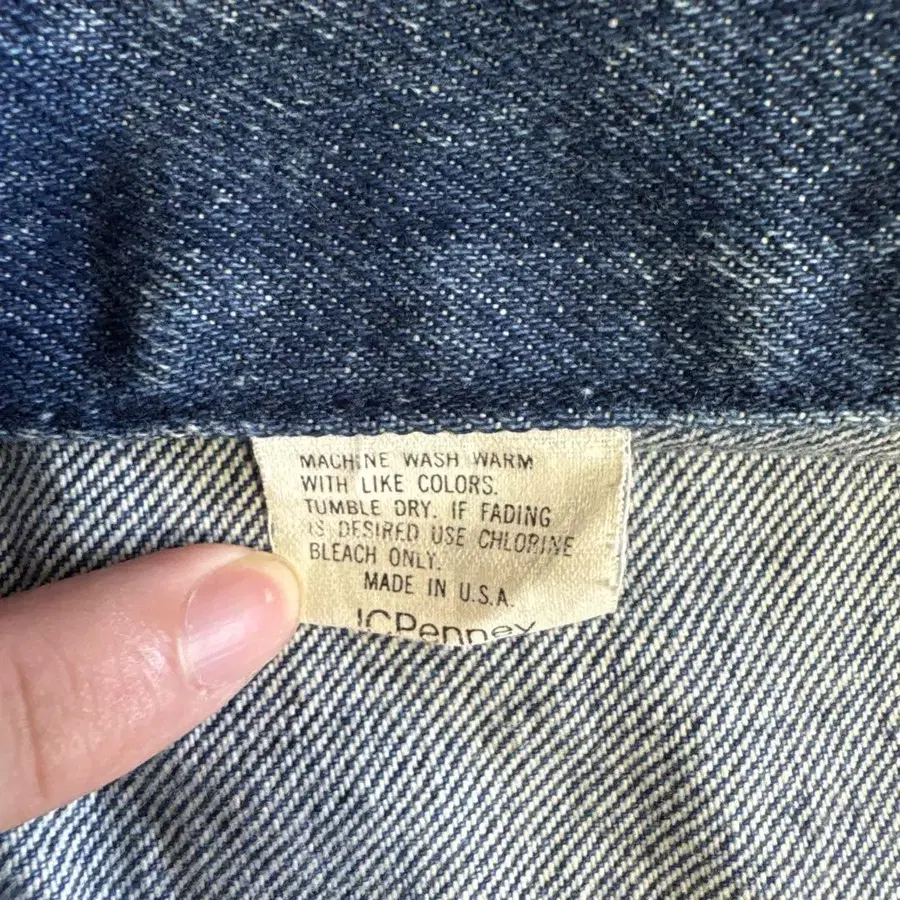 MACHINE WASH WARM
WITH LIKE COLORS.
TUMBLE DRY. IF FADING
IS DESIRED USE CHLORINE
BLEACH ONLY.
MADE IN U.S.A.
JCPenney